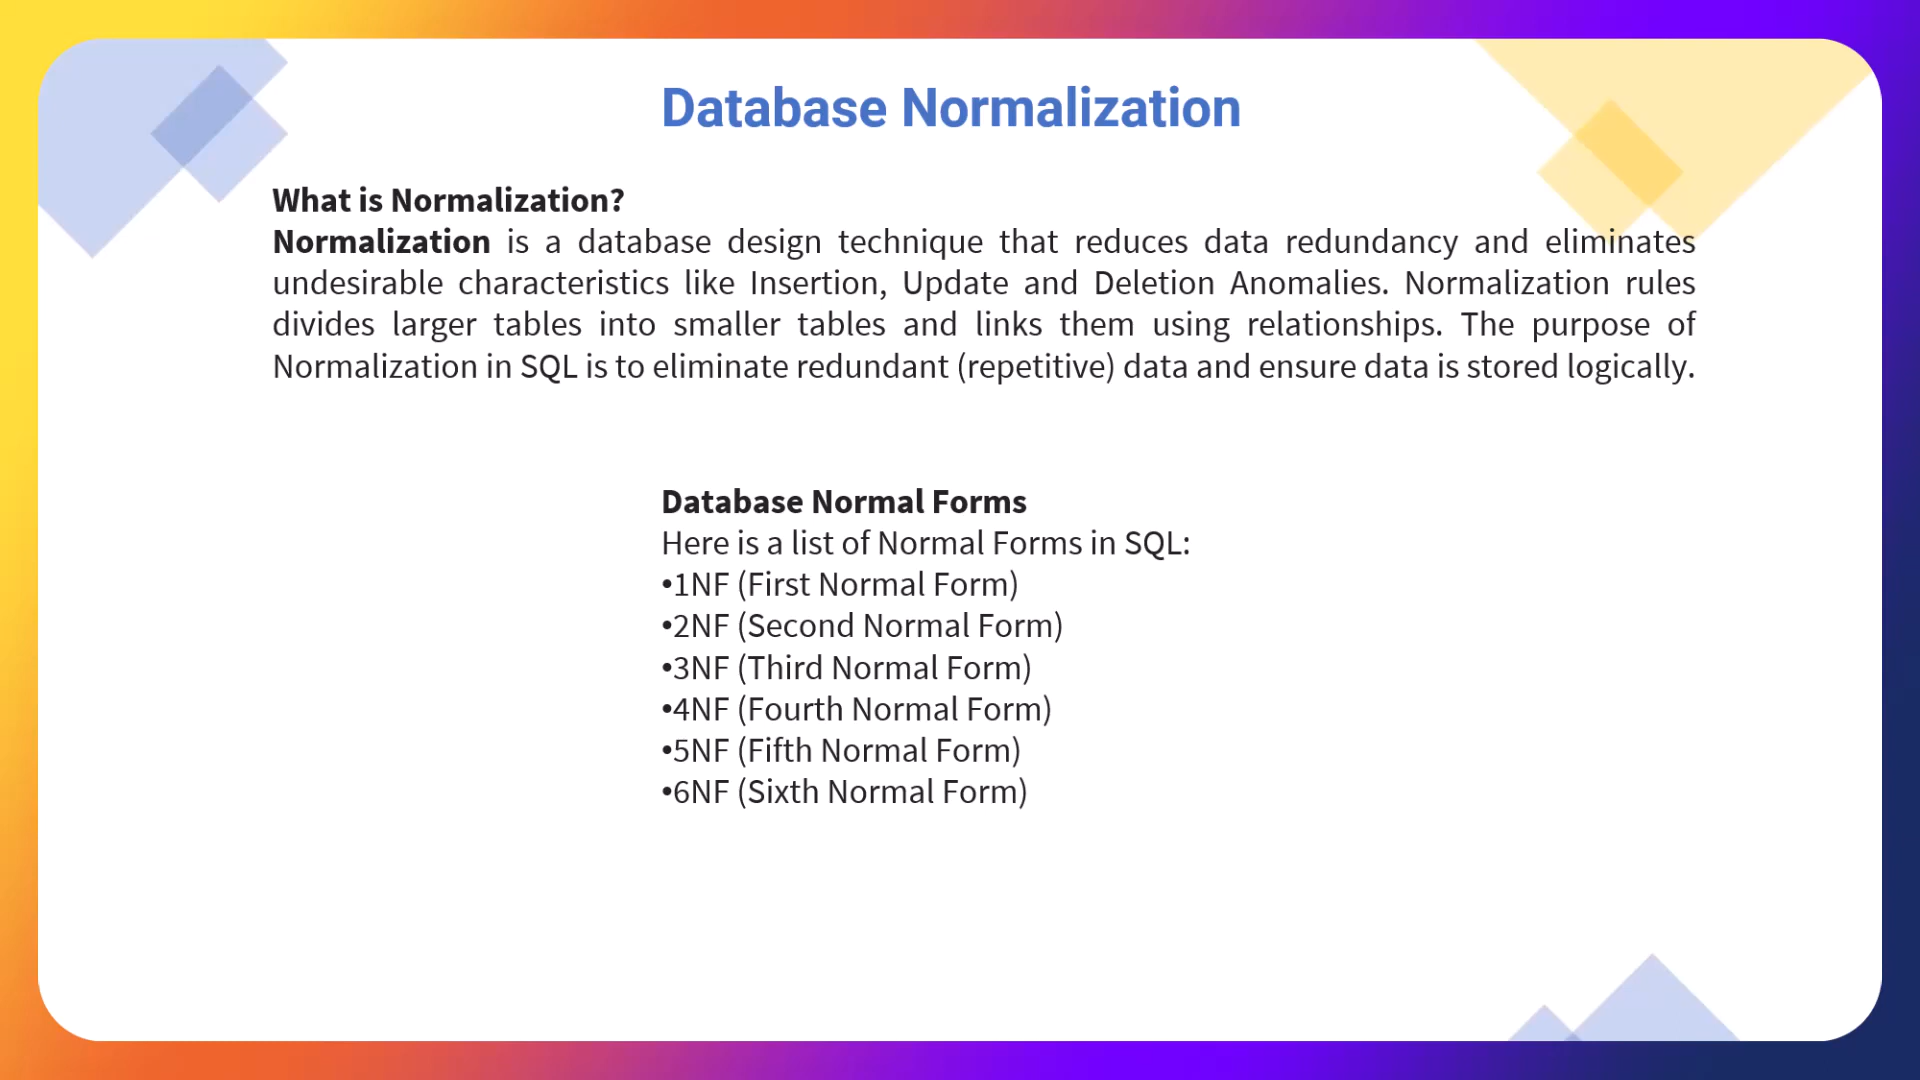 Database Normalization
What is Normalization?
Normalization is a database design technique that reduces data redundancy and eliminates
undesirable characteristics like Insertion, Update and Deletion Anomalies. Normalization rules
divides larger tables into smaller tables and links them using relationships. The purpose of
Normalization in SQL is to eliminate redundant (repetitive) data and ensure data is stored logically.
Database Normal Forms
Here is a list of Normal Forms in SQL:
•1NF (First Normal Form)
•2NF (Second Normal Form)
•3NF (Third Normal Form)
•4NF (Fourth Normal Form)
•5NF (Fifth Normal Form)
•6NF (Sixth Normal Form)